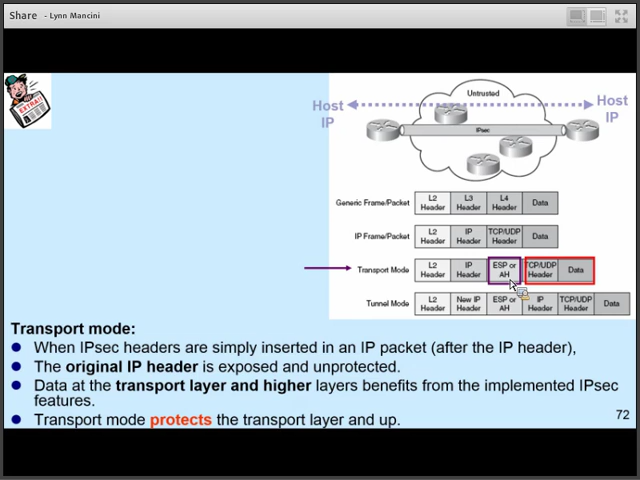 Share - Lynn Mancini
EXTRA!!
Untrusted
Host IP
Host IP
IPsec
Generic Frame/Packet L2 Header L3 Header L4 Header Data
IP Frame/Packet L2 Header IP Header TCP/UDP Header Data
Transport Mode L2 Header IP Header ESP or AH TCP/UDP Header Data
Tunnel Mode L2 Header New IP Header ESP or AH IP Header TCP/UDP Header Data
Transport mode:
When IPsec headers are simply inserted in an IP packet (after the IP header),
The original IP header is exposed and unprotected.
Data at the transport layer and higher layers benefits from the implemented IPsec
features.
Transport mode protects the transport layer and up.
72